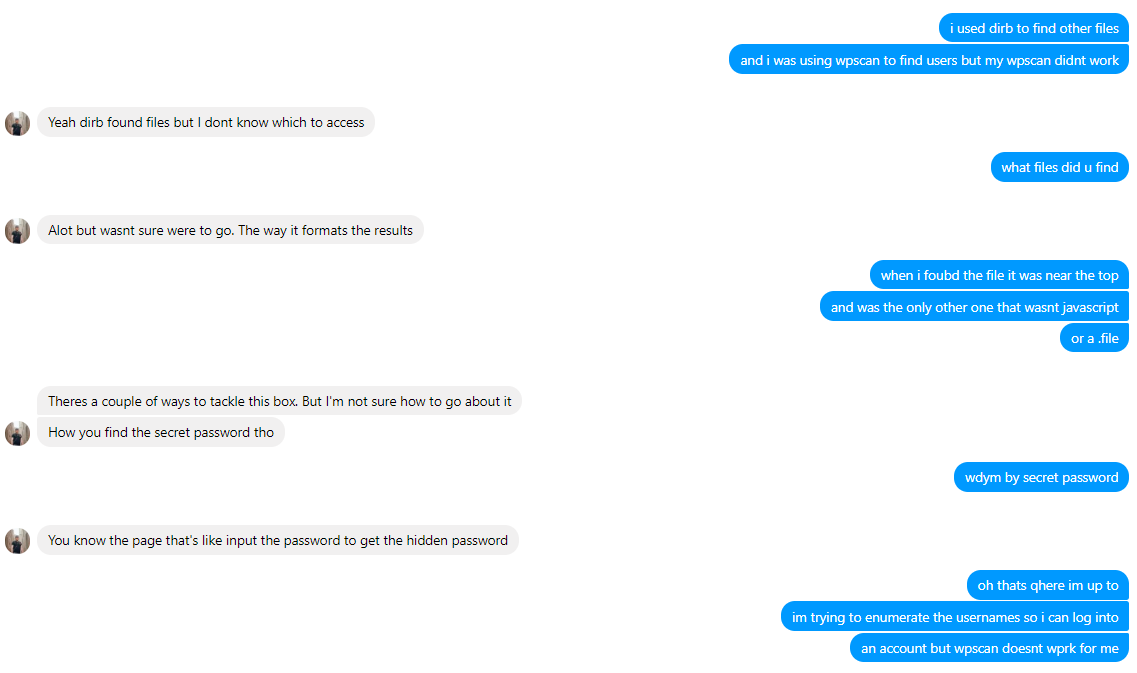 i used dirb to find other files
and i was using wpscan to find users but my wpscan didnt work
Yeah dirb found files but I dont know which to access
what files did u find
Alot but wasnt sure were to go. The way it formats the results
when i foubd the file it was near the top
and was the only other one that wasnt javascript
or a .file
Theres a couple of ways to tackle this box. But I'm not sure how to go about it
How you find the secret password tho
wdym by secret password
You know the page that's like input the password to get the hidden password
oh thats qhere im up to
im trying to enumerate the usernames so i can log into
an account but wpscan doesnt wprk for me